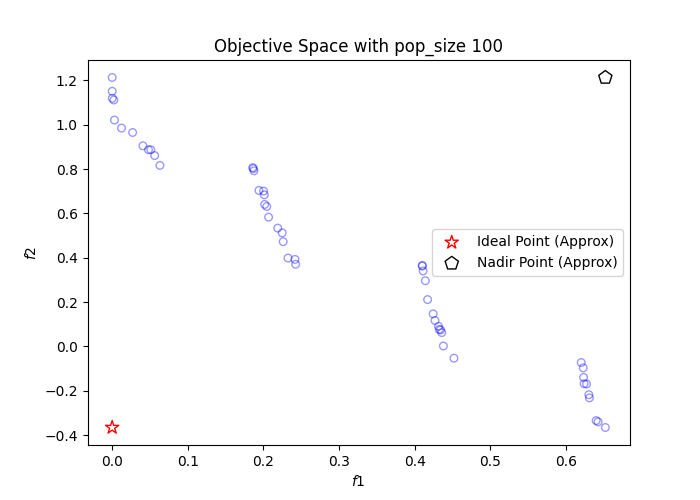 Objective Space with pop_size 100
f2
1.2
1.0
0.8
0.6
0.4
0.2
0.0
−0.2
−0.4
Ideal Point (Approx)
Nadir Point (Approx)
0.0 0.1 0.2 0.3 0.4 0.5 0.6
f1